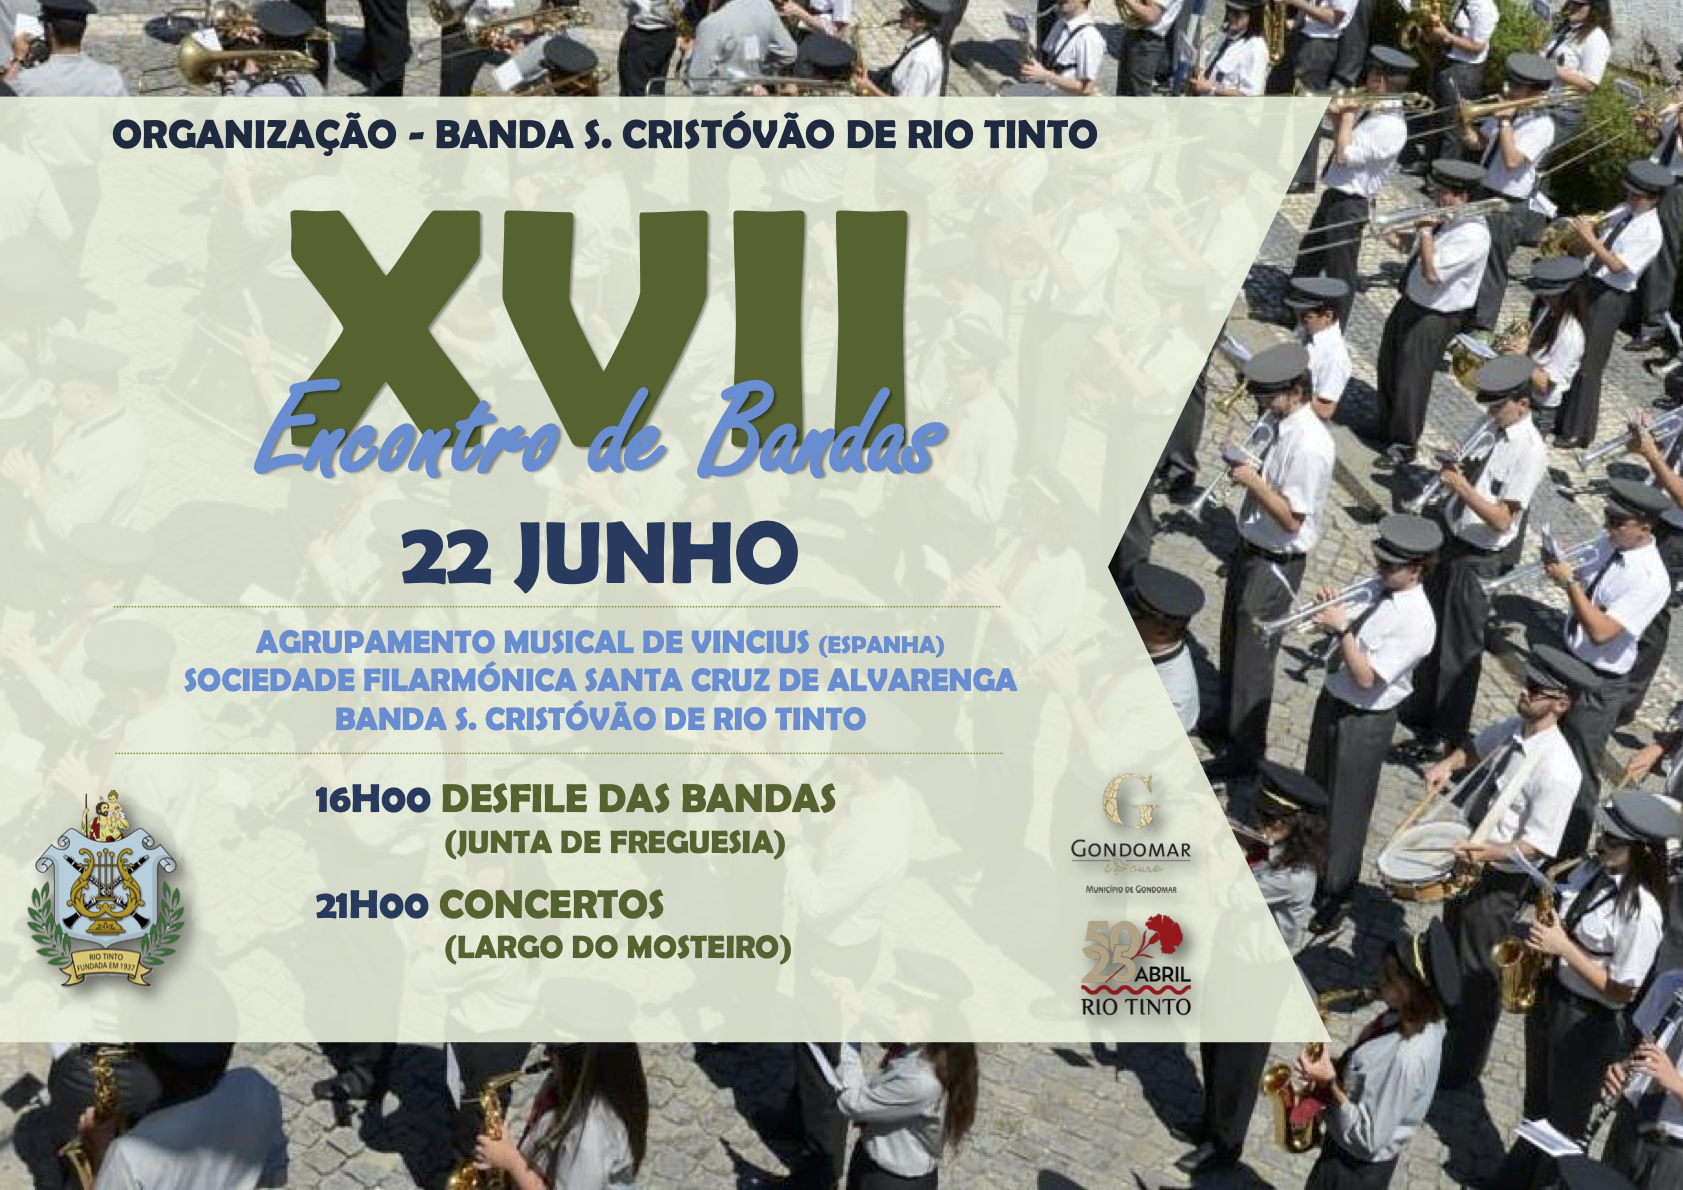 ORGANIZAÇÃO - BANDA S. CRISTÓVÃO DE RIO TINTO
XVII
Encontro de Bandas
22 JUNHO
AGRUPAMENTO MUSICAL DE VINCIUS (ESPANHA)
SOCIEDADE FILARMÓNICA SANTA CRUZ DE ALVARENGA
BANDA S. CRISTÓVÃO DE RIO TINTO
16H00 DESFILE DAS BANDAS
(JUNTA DE FREGUESIA)
21H00 CONCERTOS
(LARGO DO MOSTEIRO)
RIO TINTO
FUNDADA EM 1937
G
GONDOMAR
é D'ouro
MUNICÍPIO DE GONDOMAR
50
25 ABRIL
RIO TINTO